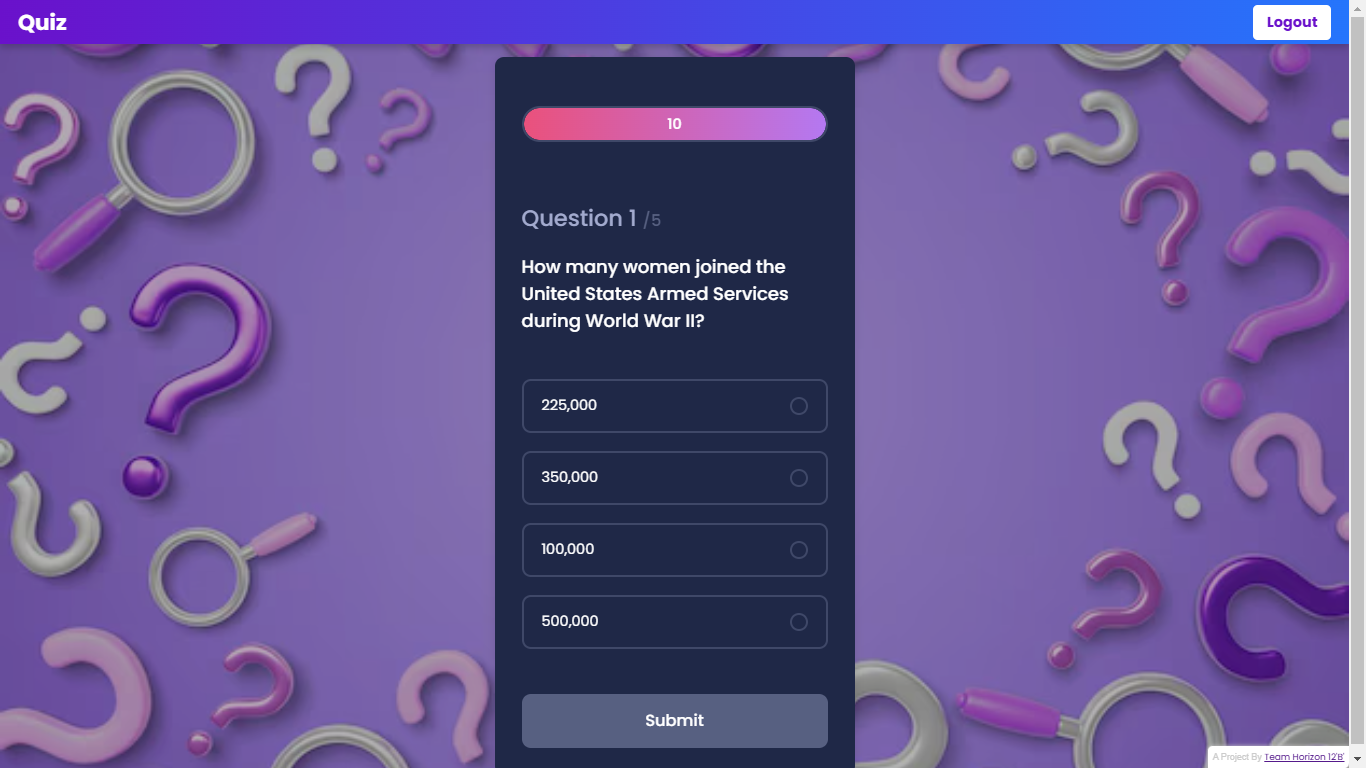 Quiz
Logout
10
Question 1 /5
How many women joined the
United States Armed Services
during World War II?
225,000
350,000
100,000
500,000
Submit
A Project By Team Horizon 12'B'